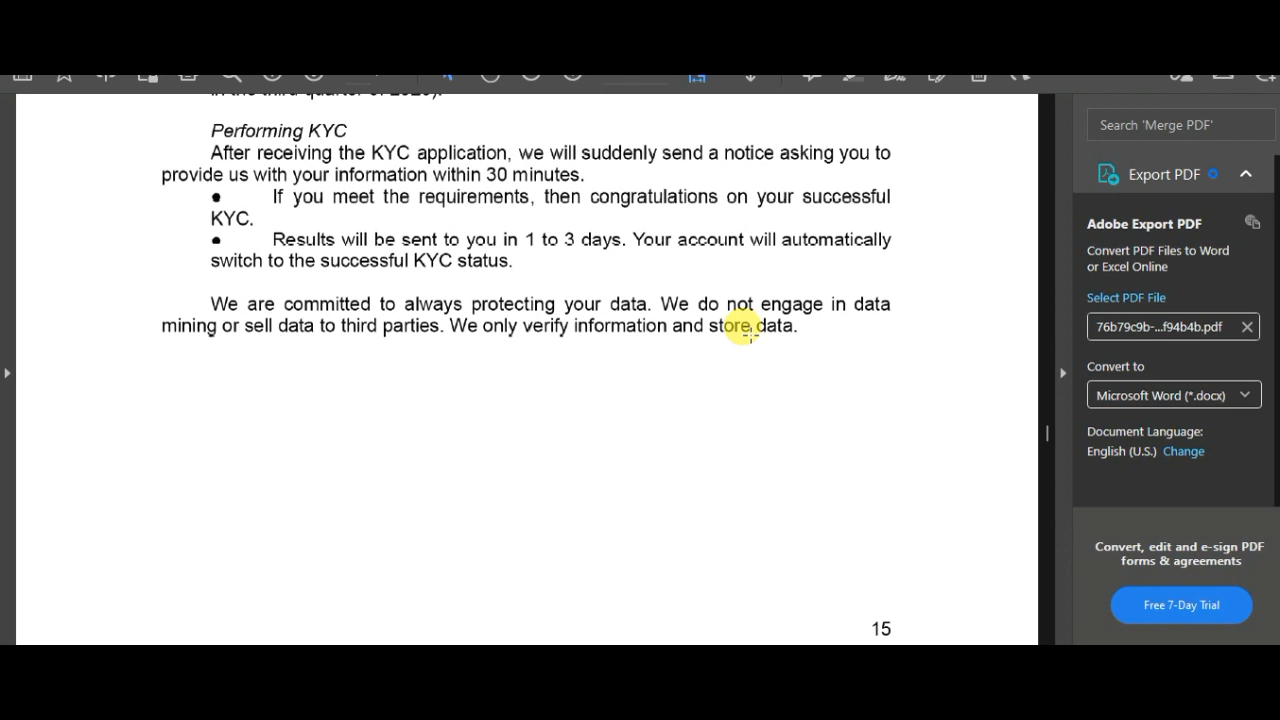 in the third quarter of 2020).
Performing KYC
After receiving the KYC application, we will suddenly send a notice asking you to
provide us with your information within 30 minutes.
● If you meet the requirements, then congratulations on your successful
KYC.
● Results will be sent to you in 1 to 3 days. Your account will automatically
switch to the successful KYC status.
We are committed to always protecting your data. We do not engage in data
mining or sell data to third parties. We only verify information and store data.
15
Search 'Merge PDF'
Export PDF
Adobe Export PDF
Convert PDF Files to Word
or Excel Online
Select PDF File
76b79c9b-...f94b4b.pdf
Convert to
Microsoft Word (*.docx)
Document Language:
English (U.S.) Change
Convert, edit and e-sign PDF
forms & agreements
Free 7-Day Trial